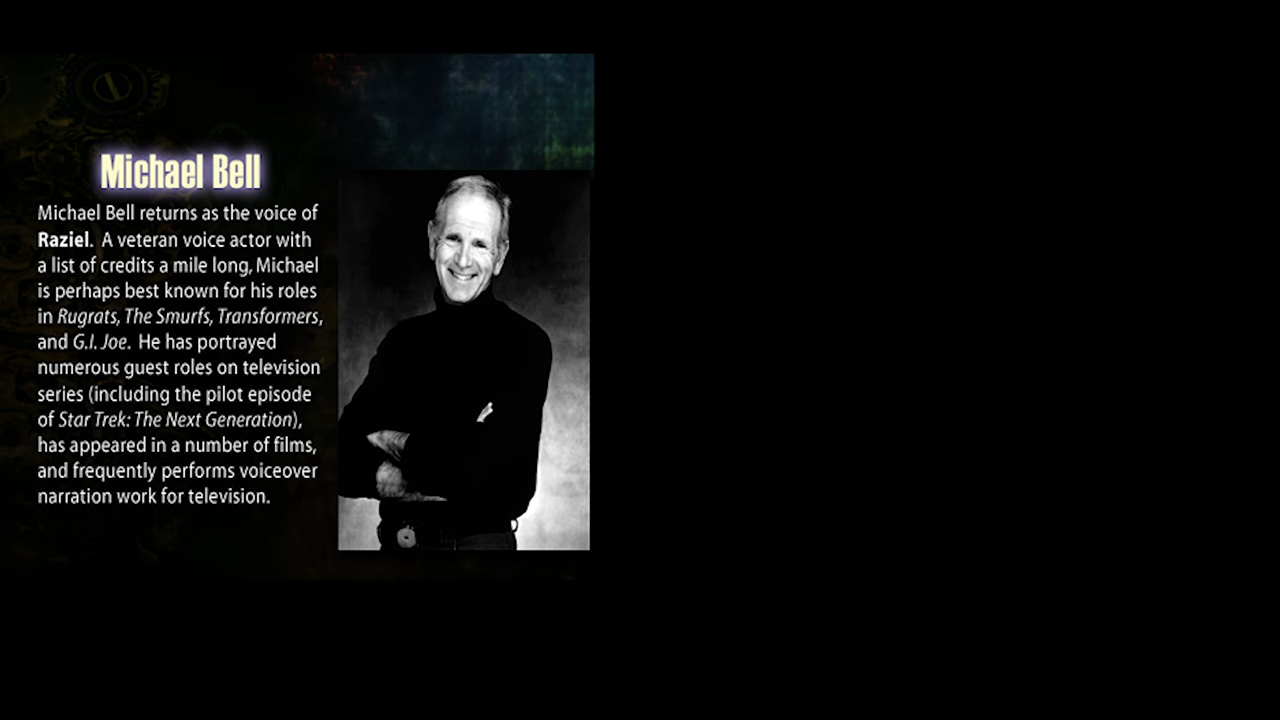 Michael Bell
Michael Bell returns as the voice of
Raziel. A veteran voice actor with
a list of credits a mile long, Michael
is perhaps best known for his roles
in Rugrats, The Smurfs, Transformers,
and G.I. Joe. He has portrayed
numerous guest roles on television
series (including the pilot episode
of Star Trek: The Next Generation),
has appeared in a number of films,
and frequently performs voiceover
narration work for television.